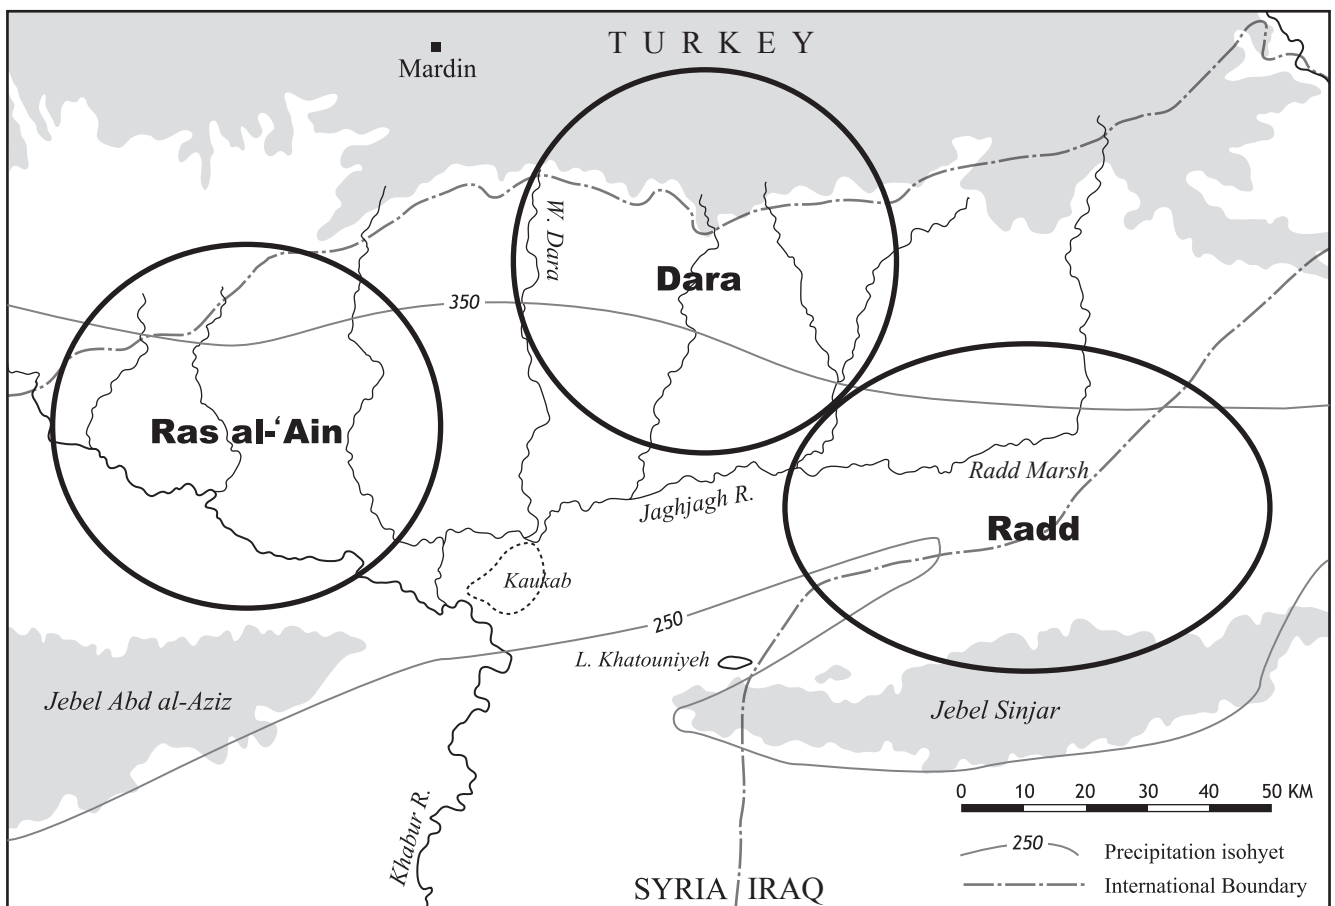 TURKEY
Mardin
W. Dara
Dara
350
Ras al-‘Ain
Radd Marsh
Jaghjagh R.
Radd
Kaukab
250
L. Khatouniyeh
Jebel Abd al-Aziz
Jebel Sinjar
Khabur R.
0 10 20 30 40 50 KM
250 Precipitation isohyet
International Boundary
SYRIA IRAQ